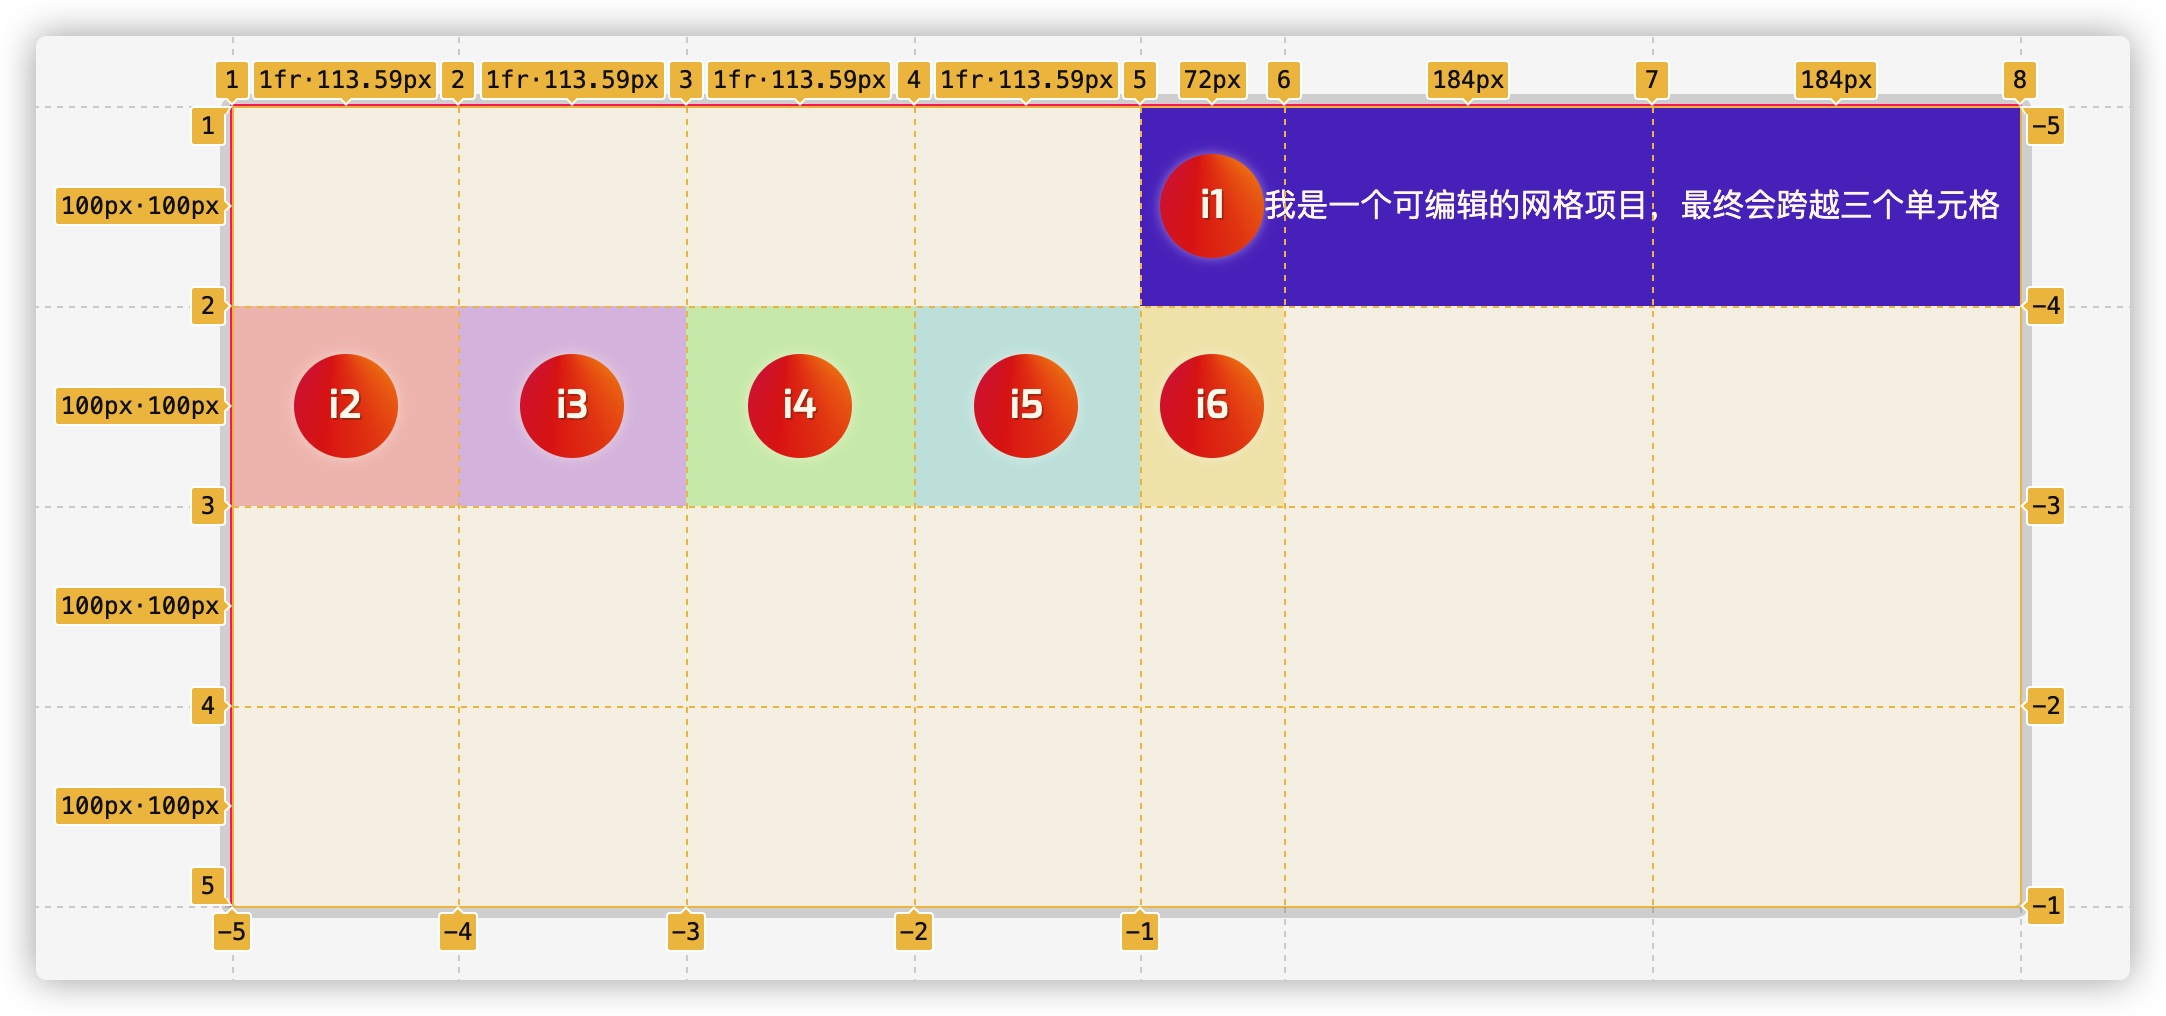 1 1fr·113.59px 2 1fr·113.59px 3 1fr·113.59px 4 1fr·113.59px 5 72px 6 184px 7 184px 8
1 −5
100px·100px i1 我是一个可编辑的网格项目，最终会跨越三个单元格
2 −4
100px·100px i2 i3 i4 i5 i6
3 −3
100px·100px
4 −2
100px·100px
5 −1
−5 −4 −3 −2 −1